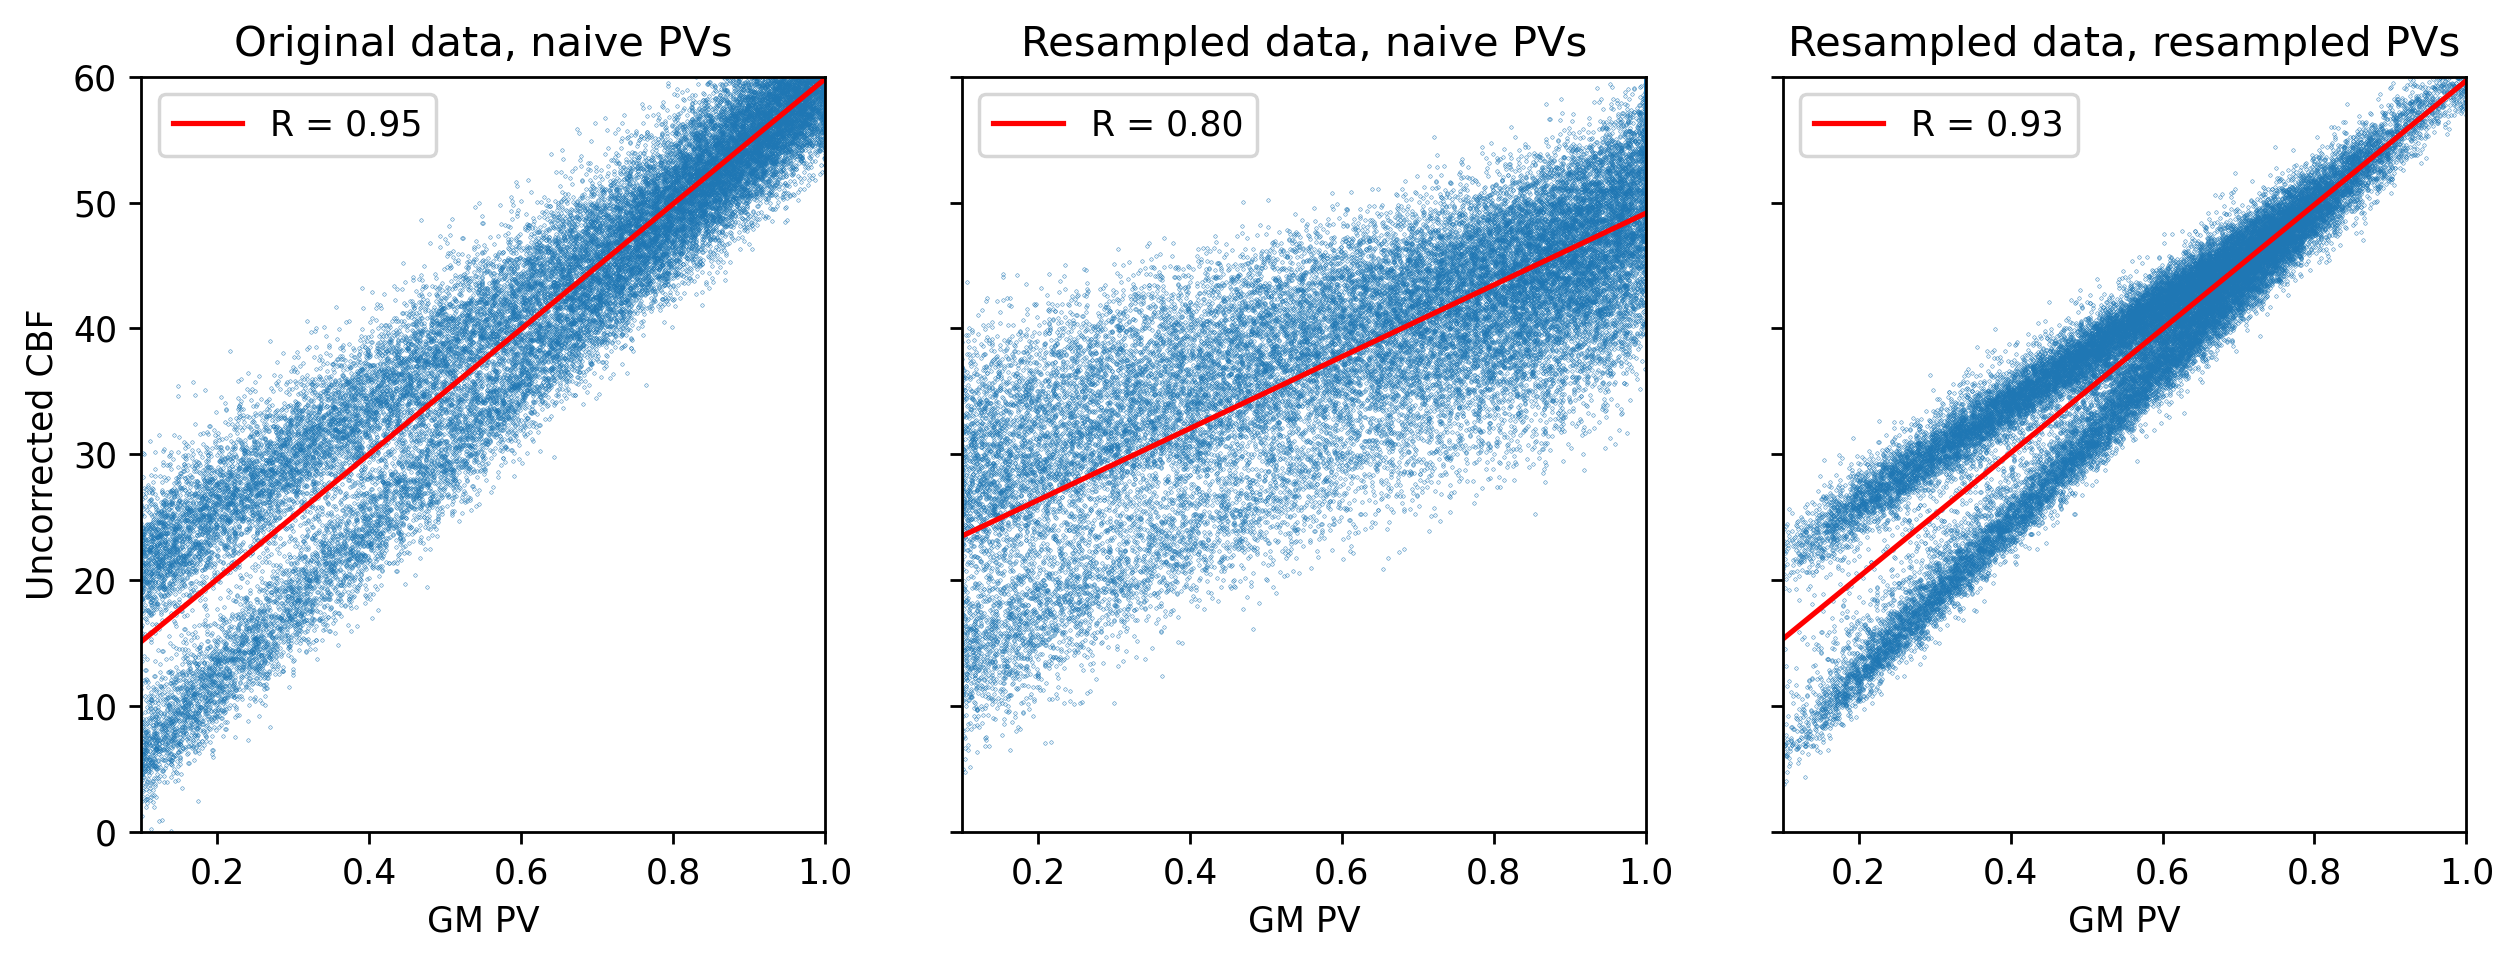 Original data, naive PVs
Resampled data, naive PVs
Resampled data, resampled PVs
R = 0.95
R = 0.80
R = 0.93
Uncorrected CBF
60
50
40
30
20
10
0
0.2 0.4 0.6 0.8 1.0
0.2 0.4 0.6 0.8 1.0
0.2 0.4 0.6 0.8 1.0
GM PV
GM PV
GM PV